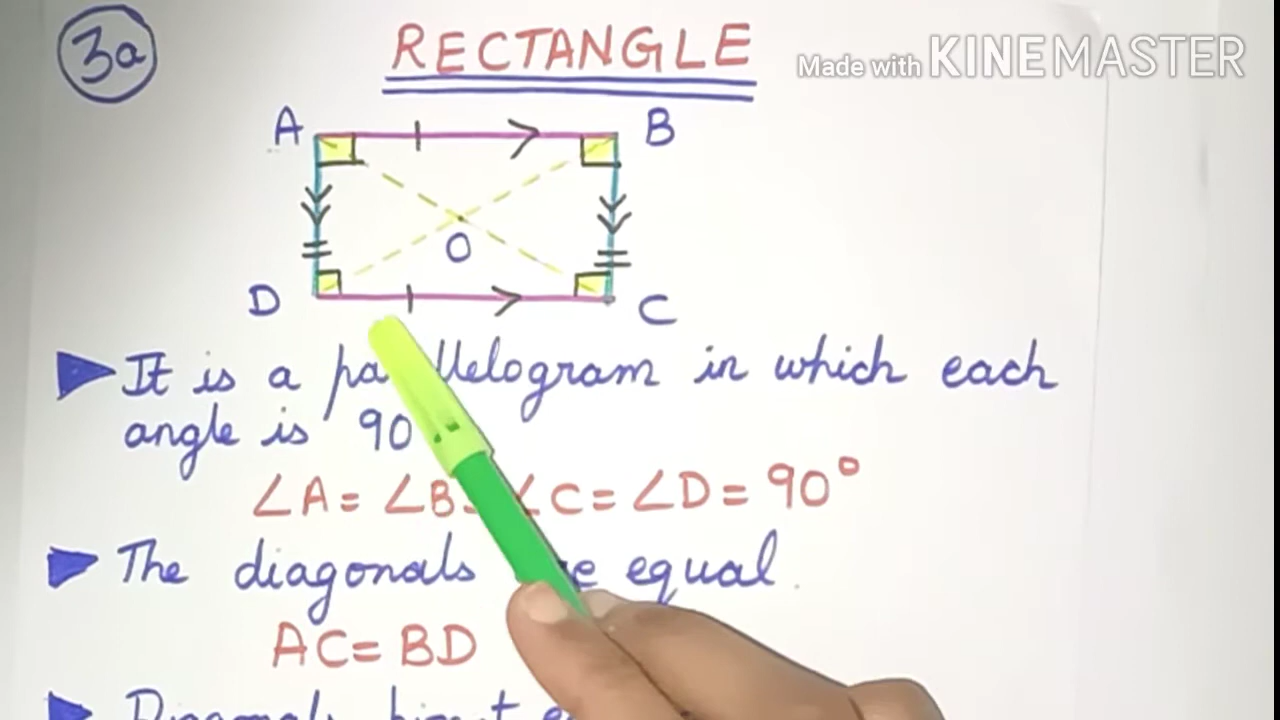 3a
RECTANGLE
Made with KINEMASTER
A B
O
D C
It is a parallelogram in which each
angle is 90
∠A = ∠B = ∠C = ∠D = 90°
The diagonals equal
AC = BD
Diagonals